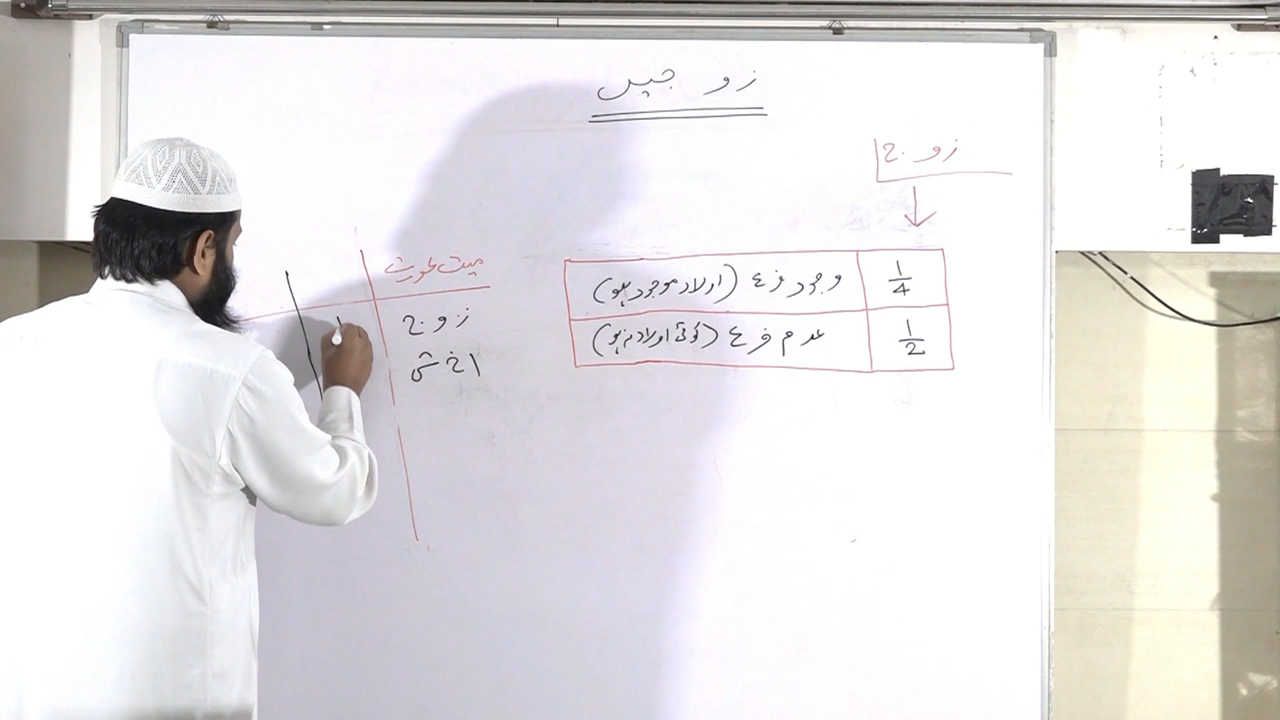 زوجین
زوج
1/4 وجود فرع (اولاد موجود ہو)
1/2 عدم فرع (کوئی اولاد نہ ہو)
میت عورت
زوج
اخ ش